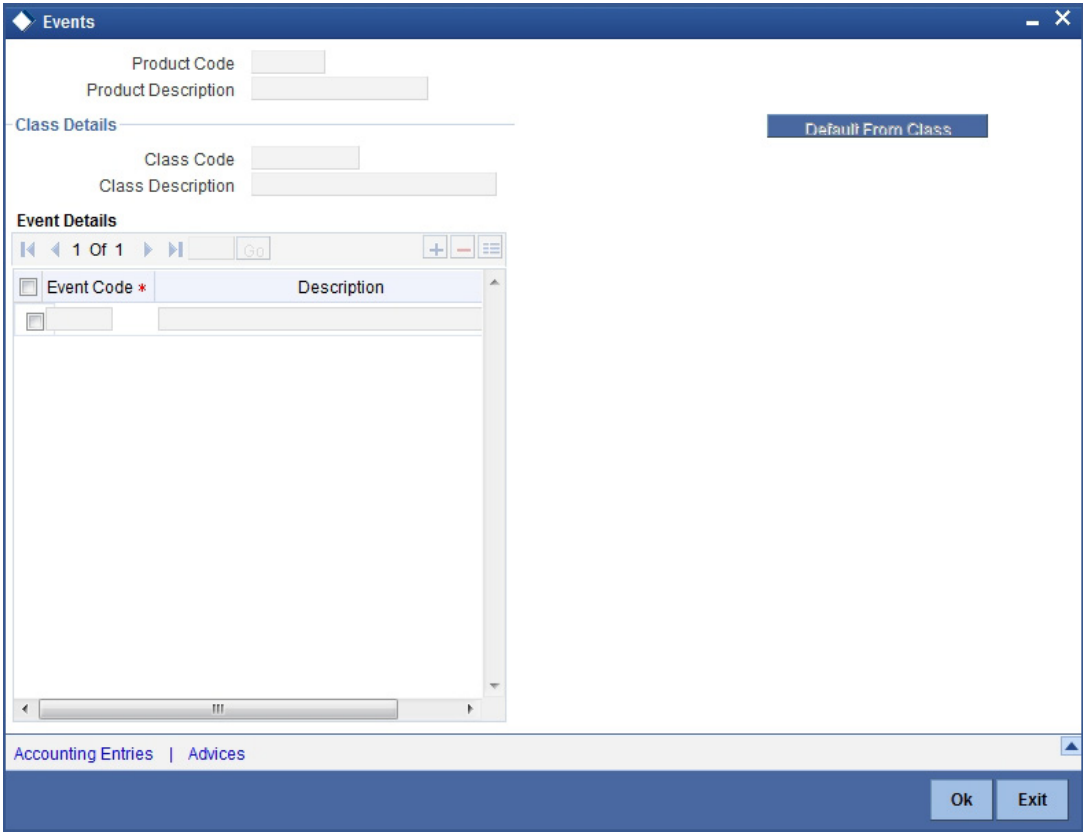 Events
Product Code
Product Description
Class Details
Default From Class
Class Code
Class Description
Event Details
1 Of 1 Go
Event Code * Description
Accounting Entries | Advices
Ok Exit